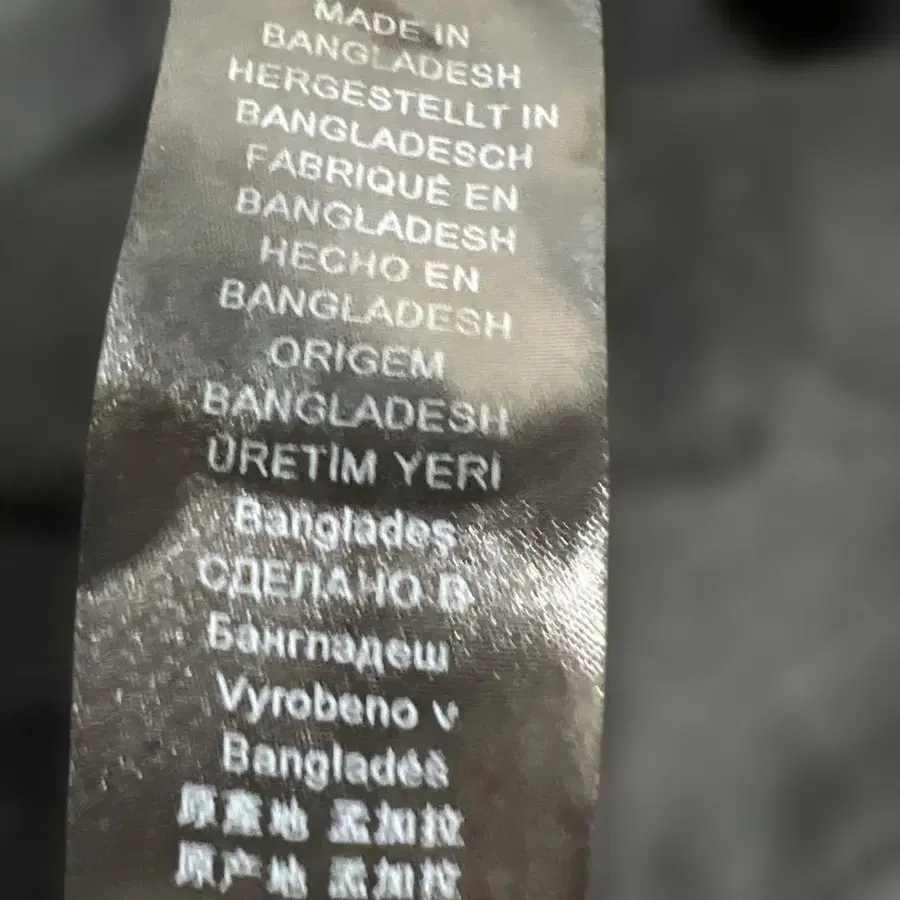 MADE IN
BANGLADESH
HERGESTELLT IN
BANGLADESCH
FABRIQUÉ EN
BANGLADESH
HECHO EN
BANGLADESH
ORIGEM
BANGLADESH
ÜRETİM YERİ
Bangladeş
СДЕЛАНО В
Бангладеш
Vyrobeno v
Bangladéš
原產地 孟加拉
原产地 孟加拉